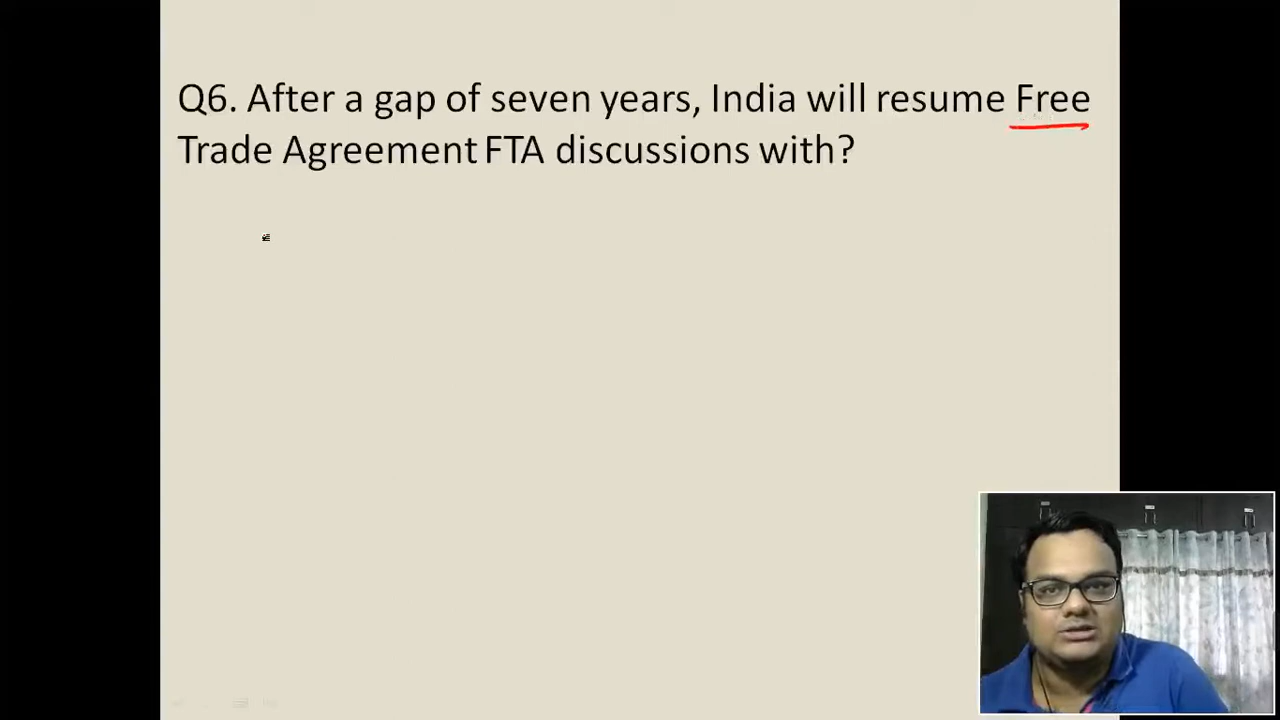 Q6. After a gap of seven years, India will resume Free
Trade Agreement FTA discussions with?